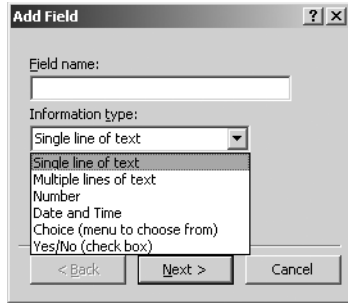 Add Field
? X
Field name:
Information type:
Single line of text
Single line of text
Multiple lines of text
Number
Date and Time
Choice (menu to choose from)
Yes/No (check box)
< Back Next > Cancel